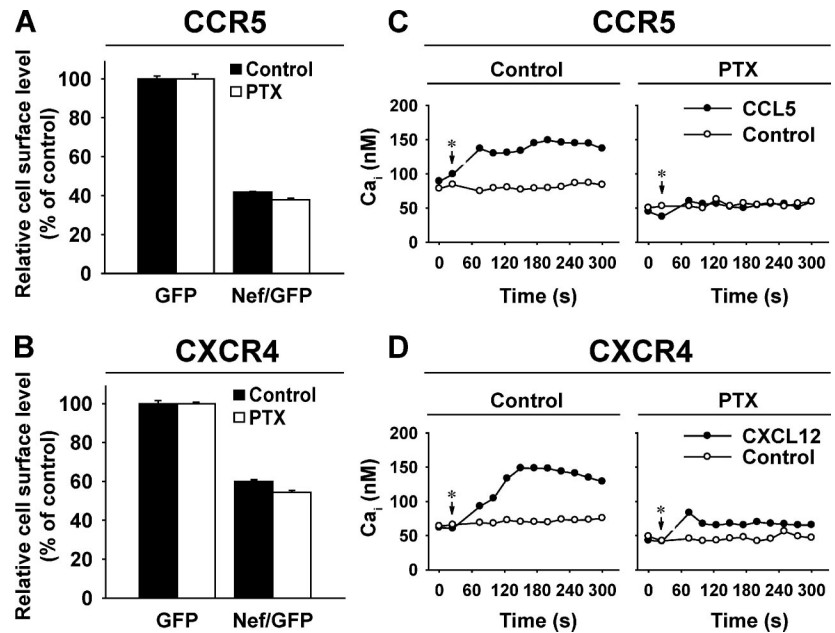 A
CCR5
Relative cell surface level
(% of control)
100
80
60
40
20
0
Control
PTX
GFP
Nef/GFP
B
CXCR4
Relative cell surface level
(% of control)
100
80
60
40
20
0
Control
PTX
GFP
Nef/GFP
C
CCR5
Control
PTX
Cai (nM)
200
150
100
50
0
*
*
CCL5
Control
0 60 120 180 240 300
0 60 120 180 240 300
Time (s)
Time (s)
D
CXCR4
Control
PTX
Cai (nM)
200
150
100
50
0
*
*
CXCL12
Control
0 60 120 180 240 300
0 60 120 180 240 300
Time (s)
Time (s)